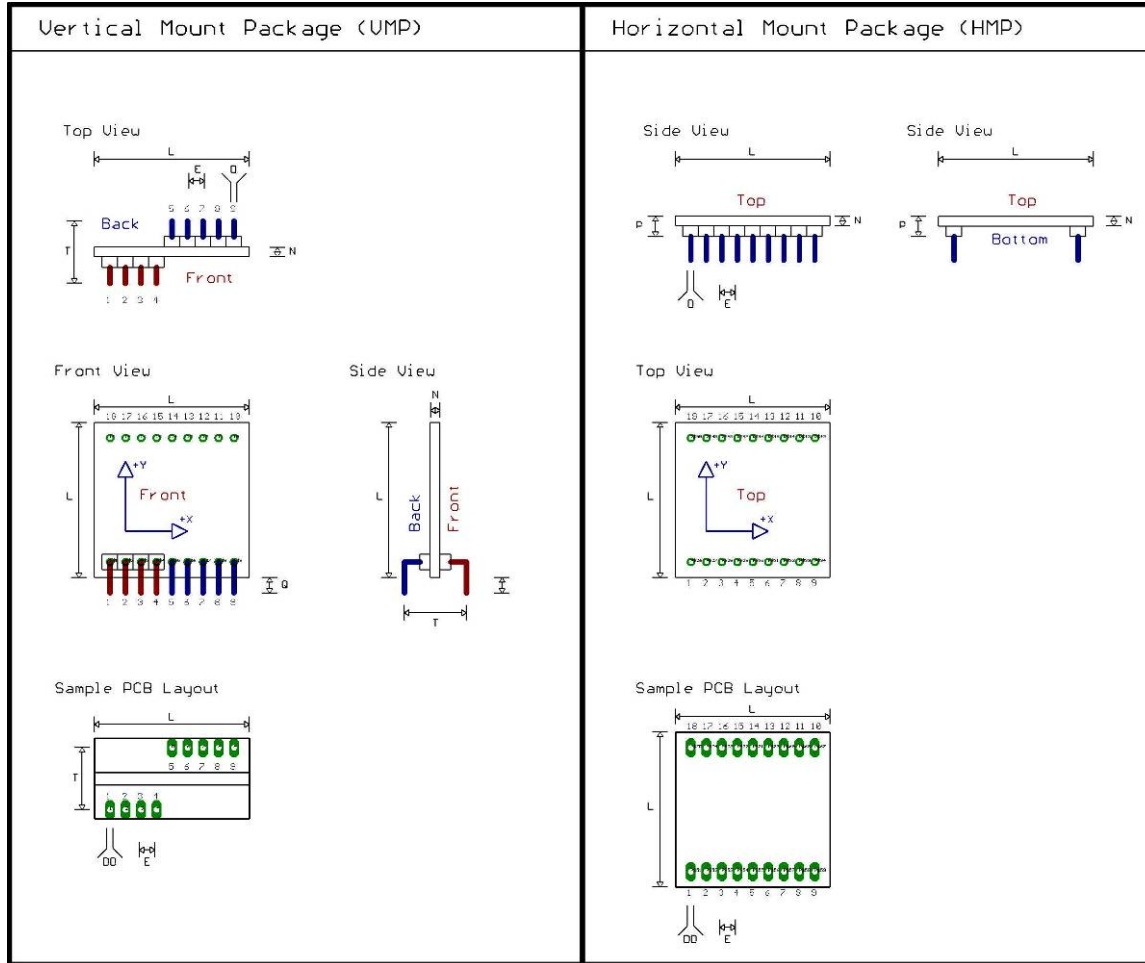 Vertical Mount Package (VMP)
Top View
L
E
D
5 6 7 8 9
Back
T
N
Front
1 2 3 4
Front View
L
18 17 16 15 14 13 12 11 10
L
+Y
Front
+X
Q
1 2 3 4 5 6 7 8 9
Side View
N
L
Back
Front
T
Sample PCB Layout
L
T
5 6 7 8 9
1 2 3 4
DD
E
Horizontal Mount Package (HMP)
Side View
L
Top
P
N
D
E
Side View
L
Top
P
N
Bottom
Top View
L
18 17 16 15 14 13 12 11 10
L
+Y
Top
+X
1 2 3 4 5 6 7 8 9
Sample PCB Layout
L
18 17 16 15 14 13 12 11 10
L
1 2 3 4 5 6 7 8 9
DD
E